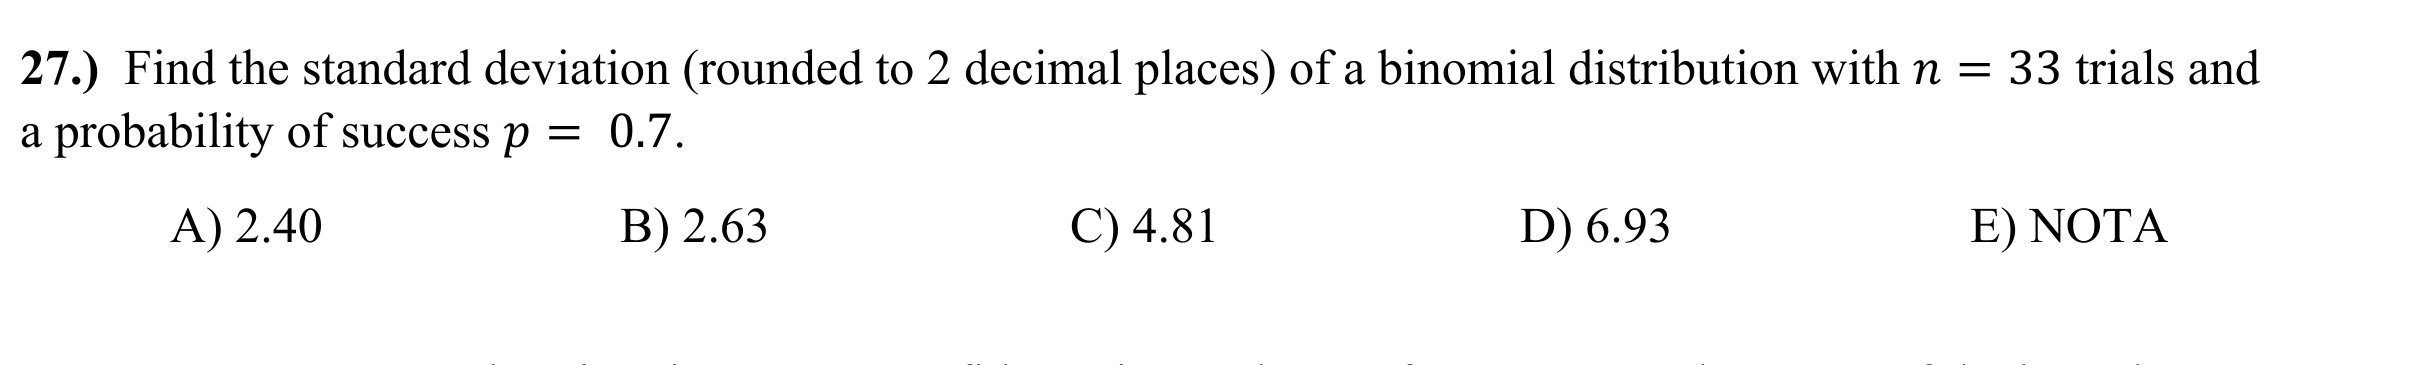 27.) Find the standard deviation (rounded to 2 decimal places) of a binomial distribution with n = 33 trials and
a probability of success p = 0.7.
A) 2.40 B) 2.63 C) 4.81 D) 6.93 E) NOTA